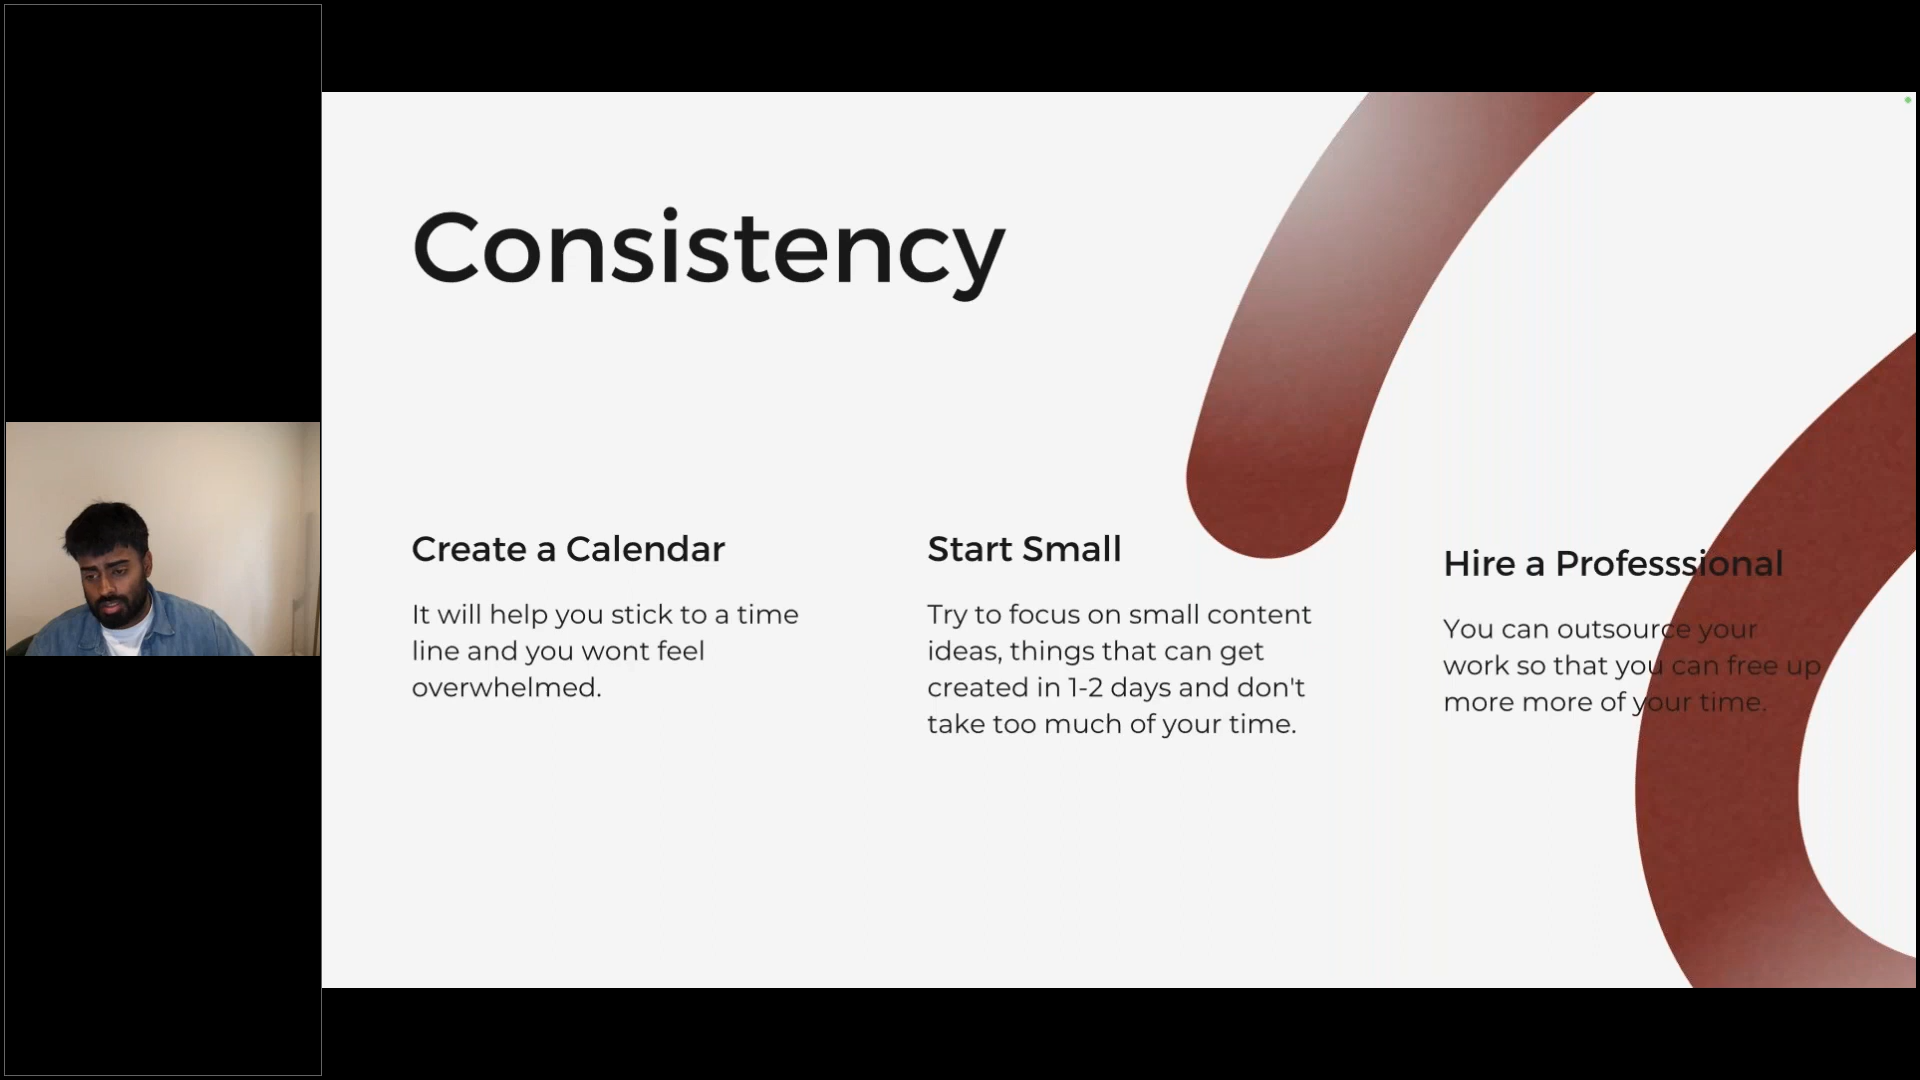 Consistency
Create a Calendar
It will help you stick to a time
line and you wont feel
overwhelmed.
Start Small
Try to focus on small content
ideas, things that can get
created in 1-2 days and don't
take too much of your time.
Hire a Professsional
You can outsource your
work so that you can free up
more more of your time.